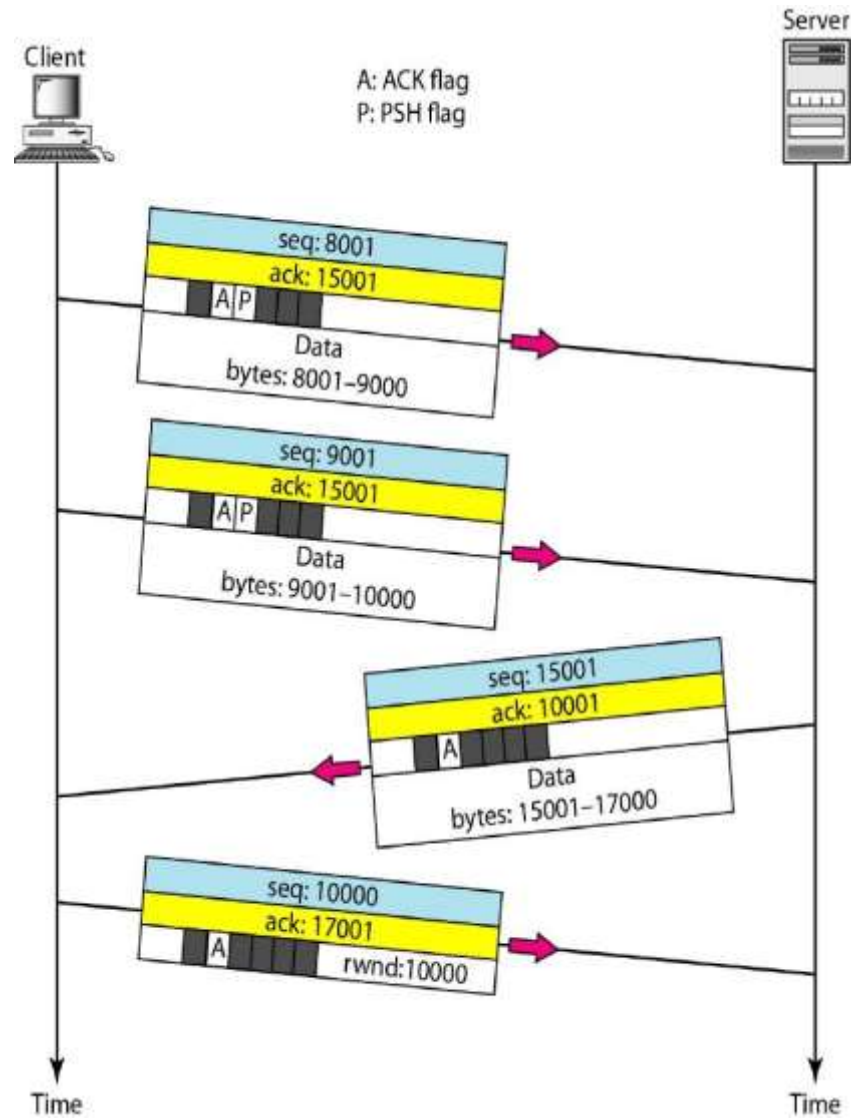 Client
Server
A: ACK flag
P: PSH flag
seq: 8001
ack: 15001
A P
Data
bytes: 8001–9000
seq: 9001
ack: 15001
A P
Data
bytes: 9001–10000
seq: 15001
ack: 10001
A
Data
bytes: 15001–17000
seq: 10000
ack: 17001
A
rwnd:10000
Time
Time